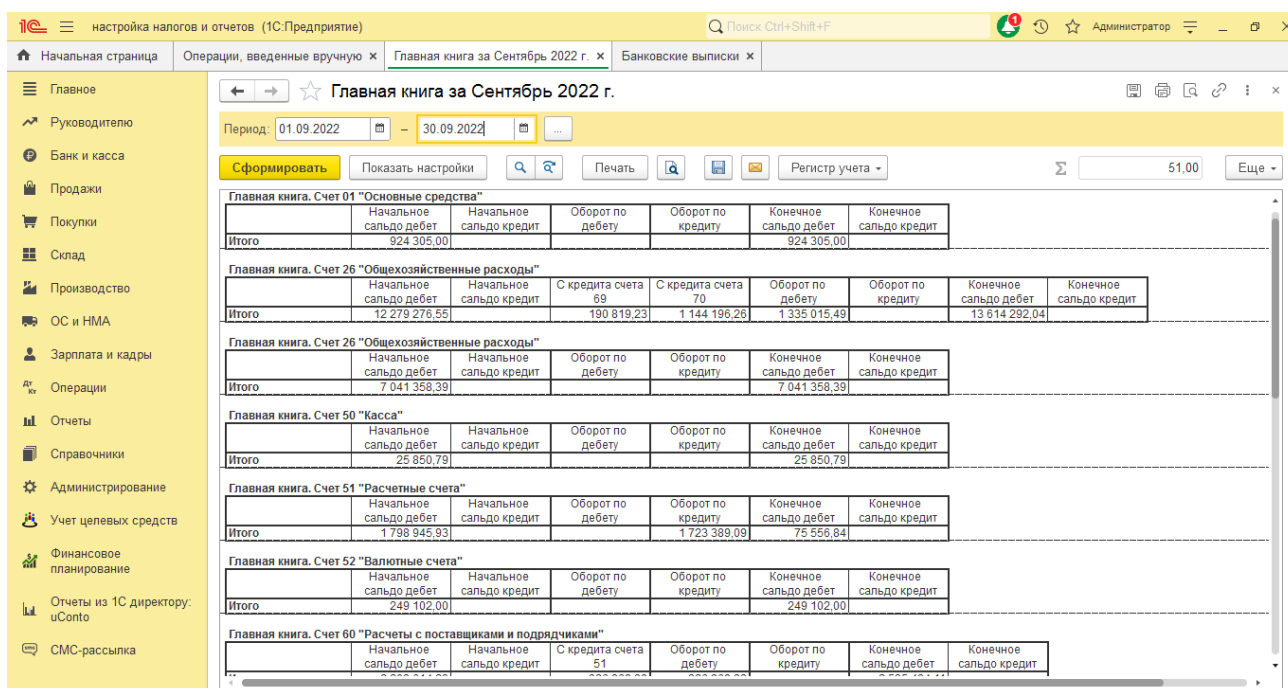 1С настройка налогов и отчетов (1С:Предприятие) Поиск Ctrl+Shift+F 9 Администратор
Начальная страница Операции, введенные вручную × Главная книга за Сентябрь 2022 г. × Банковские выписки ×
Главное
Руководителю
Банк и касса
Продажи
Покупки
Склад
Производство
ОС и НМА
Зарплата и кадры
Дт Кт Операции
Отчеты
Справочники
Администрирование
Учет целевых средств
Финансовое
планирование
Отчеты из 1С директору:
uConto
СМС-рассылка
Главная книга за Сентябрь 2022 г.
Период: 01.09.2022 – 30.09.2022 ...
Сформировать Показать настройки Печать Регистр учета Σ 51,00 Еще
Главная книга. Счет 01 "Основные средства"
Начальное Начальное Оборот по Оборот по Конечное Конечное
сальдо дебет сальдо кредит дебету кредиту сальдо дебет сальдо кредит
Итого 924 305,00 924 305,00
Главная книга. Счет 26 "Общехозяйственные расходы"
Начальное Начальное С кредита счета С кредита счета Оборот по Оборот по Конечное Конечное
сальдо дебет сальдо кредит 69 70 дебету кредиту сальдо дебет сальдо кредит
Итого 12 279 276,55 190 819,23 1 144 196,26 1 335 015,49 13 614 292,04
Главная книга. Счет 26 "Общехозяйственные расходы"
Начальное Начальное Оборот по Оборот по Конечное Конечное
сальдо дебет сальдо кредит дебету кредиту сальдо дебет сальдо кредит
Итого 7 041 358,39 7 041 358,39
Главная книга. Счет 50 "Касса"
Начальное Начальное Оборот по Оборот по Конечное Конечное
сальдо дебет сальдо кредит дебету кредиту сальдо дебет сальдо кредит
Итого 25 850,79 25 850,79
Главная книга. Счет 51 "Расчетные счета"
Начальное Начальное Оборот по Оборот по Конечное Конечное
сальдо дебет сальдо кредит дебету кредиту сальдо дебет сальдо кредит
Итого 1 798 945,93 1 723 389,09 75 556,84
Главная книга. Счет 52 "Валютные счета"
Начальное Начальное Оборот по Оборот по Конечное Конечное
сальдо дебет сальдо кредит дебету кредиту сальдо дебет сальдо кредит
Итого 249 102,00 249 102,00
Главная книга. Счет 60 "Расчеты с поставщиками и подрядчиками"
Начальное Начальное С кредита счета Оборот по Оборот по Конечное Конечное
сальдо дебет сальдо кредит 51 дебету кредиту сальдо дебет сальдо кредит